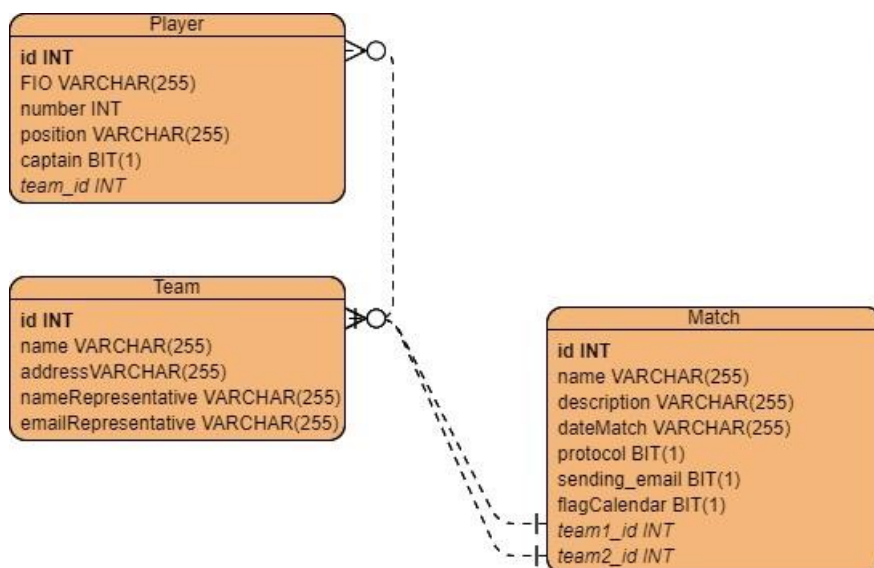 Player
id INT
FIO VARCHAR(255)
number INT
position VARCHAR(255)
captain BIT(1)
team_id INT
Team
id INT
name VARCHAR(255)
addressVARCHAR(255)
nameRepresentative VARCHAR(255)
emailRepresentative VARCHAR(255)
Match
id INT
name VARCHAR(255)
description VARCHAR(255)
dateMatch VARCHAR(255)
protocol BIT(1)
sending_email BIT(1)
flagCalendar BIT(1)
team1_id INT
team2_id INT